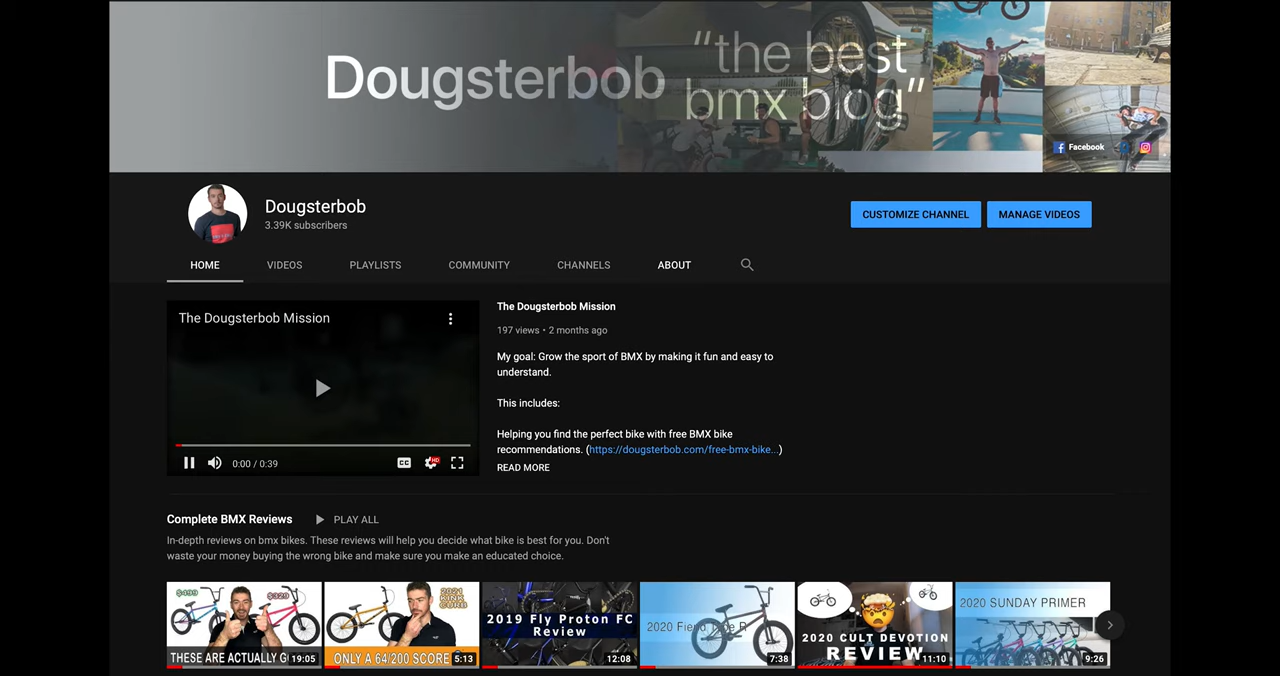 Dougsterbob
“the best
bmx blog”
Facebook
Dougsterbob
3.39K subscribers
CUSTOMIZE CHANNEL
MANAGE VIDEOS
HOME
VIDEOS
PLAYLISTS
COMMUNITY
CHANNELS
ABOUT
The Dougsterbob Mission
0:00 / 0:39
CC
HD
The Dougsterbob Mission
197 views • 2 months ago
My goal: Grow the sport of BMX by making it fun and easy to
understand.
This includes:
Helping you find the perfect bike with free BMX bike
recommendations. (https://dougsterbob.com/free-bmx-bike...)
READ MORE
Complete BMX Reviews
PLAY ALL
In-depth reviews on bmx bikes. These reviews will help you decide what bike is best for you. Don't
waste your money buying the wrong bike and make sure you make an educated choice.
$499
$329
THESE ARE ACTUALLY G
19:05
2021
KINK
CURB
ONLY A 64/200 SCORE
5:13
2019 Fly Proton FC
Review
12:08
2020 Fiend Type R
7:38
2020 CULT DEVOTION
REVIEW
11:10
2020 SUNDAY PRIMER
9:26